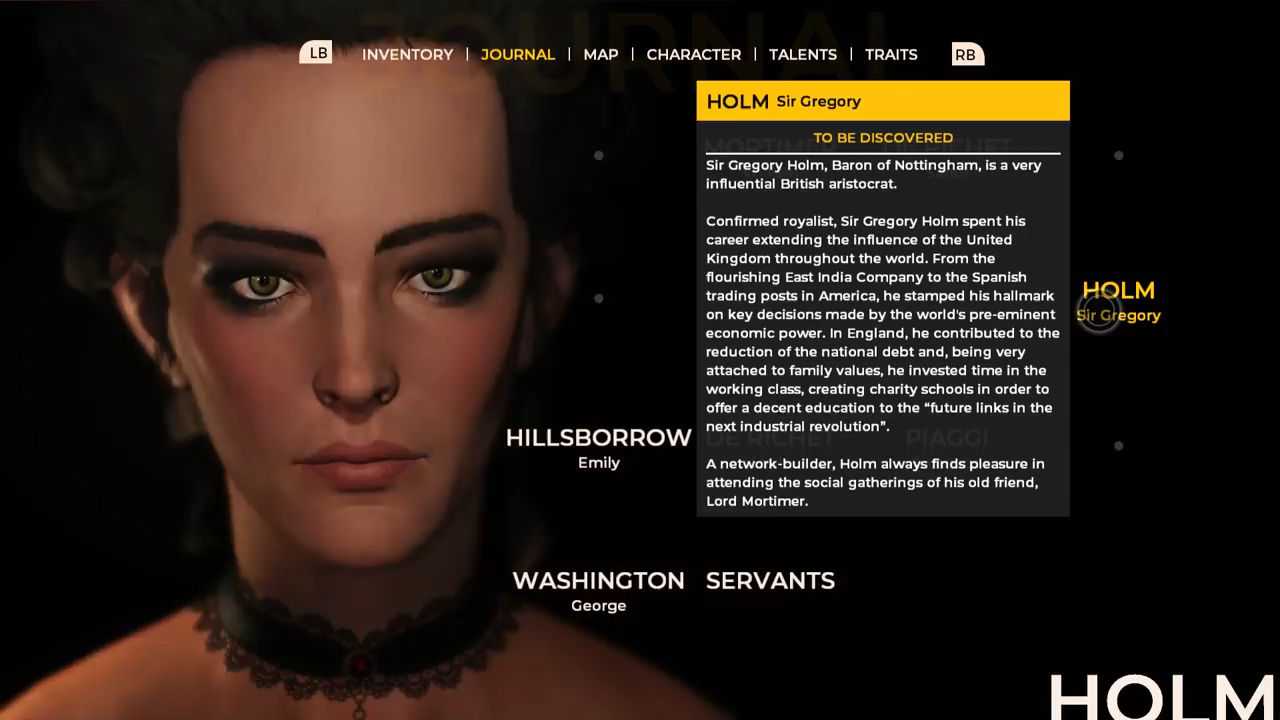 JOURNAL
LB INVENTORY | JOURNAL | MAP | CHARACTER | TALENTS | TRAITS RB
HOLM Sir Gregory
TO BE DISCOVERED
MORTIMER DE RICHET
Sir Gregory Holm, Baron of Nottingham, is a very
influential British aristocrat.
Confirmed royalist, Sir Gregory Holm spent his
career extending the influence of the United
Kingdom throughout the world. From the
flourishing East India Company to the Spanish
trading posts in America, he stamped his hallmark
on key decisions made by the world's pre-eminent
economic power. In England, he contributed to the
reduction of the national debt and, being very
attached to family values, he invested time in the
working class, creating charity schools in order to
offer a decent education to the “future links in the
next industrial revolution”.
A network-builder, Holm always finds pleasure in
attending the social gatherings of his old friend,
Lord Mortimer.
HOLM
Sir Gregory
HILLSBORROW
Emily
DE RICHET PIAGGI
WASHINGTON
George
SERVANTS
HOLM